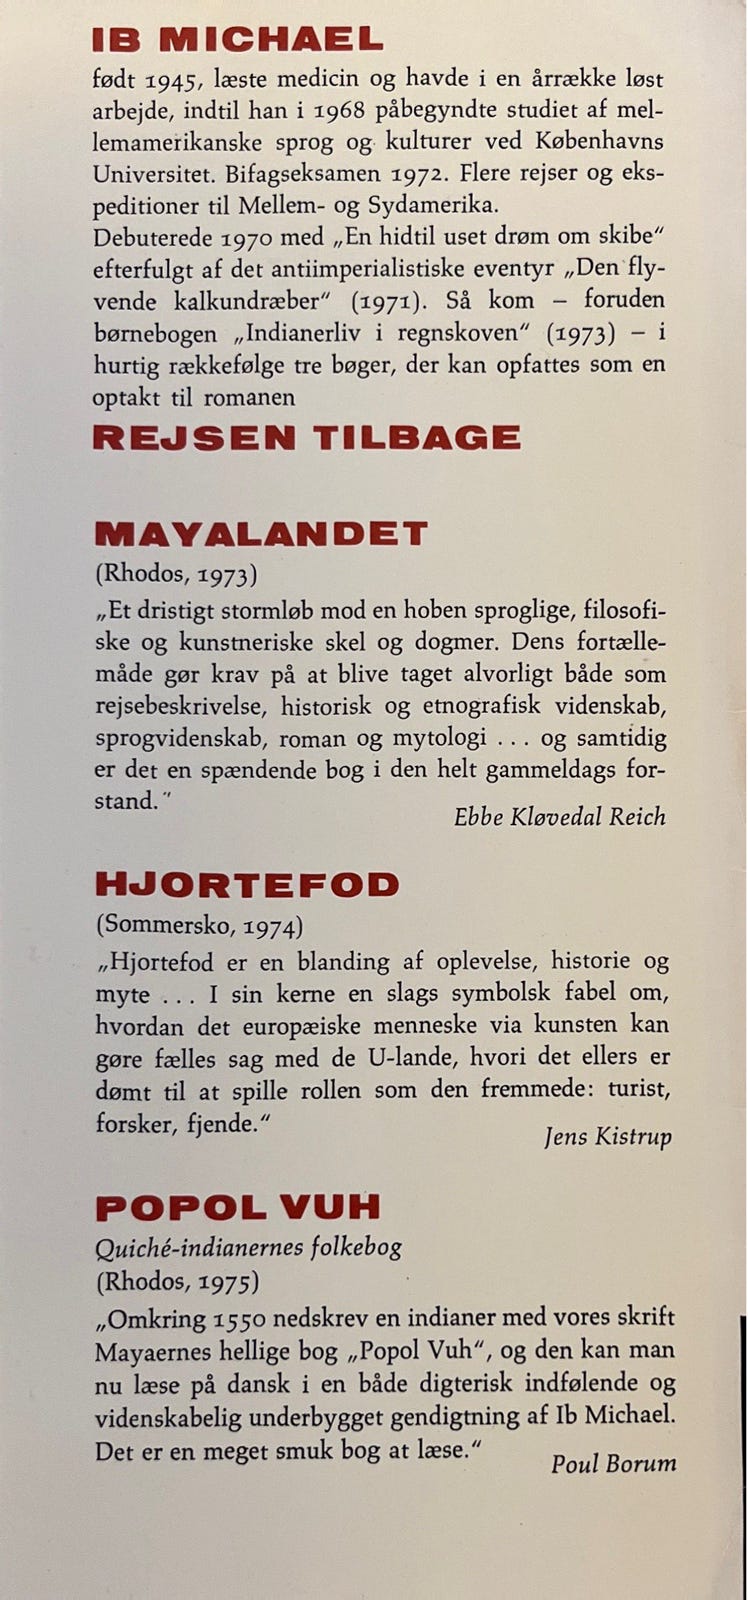 IB MICHAEL
født 1945, læste medicin og havde i en årrække løst
arbejde, indtil han i 1968 påbegyndte studiet af mel-
lemamerikanske sprog og kulturer ved Københavns
Universitet. Bifagseksamen 1972. Flere rejser og eks-
peditioner til Mellem- og Sydamerika.
Debuterede 1970 med „En hidtil uset drøm om skibe“
efterfulgt af det antiimperialistiske eventyr „Den fly-
vende kalkundræber“ (1971). Så kom – foruden
børnebogen „Indianerliv i regnskoven“ (1973) – i
hurtig rækkefølge tre bøger, der kan opfattes som en
optakt til romanen
REJSEN TILBAGE
MAYALANDET
(Rhodos, 1973)
„Et dristigt stormløb mod en hoben sproglige, filosofi-
ske og kunstneriske skel og dogmer. Dens fortælle-
måde gør krav på at blive taget alvorligt både som
rejsebeskrivelse, historisk og etnografisk videnskab,
sprogvidenskab, roman og mytologi ... og samtidig
er det en spændende bog i den helt gammeldags for-
stand.“
Ebbe Kløvedal Reich
HJORTEFOD
(Sommersko, 1974)
„Hjortefod er en blanding af oplevelse, historie og
myte ... I sin kerne en slags symbolsk fabel om,
hvordan det europæiske menneske via kunsten kan
gøre fælles sag med de U-lande, hvori det ellers er
dømt til at spille rollen som den fremmede: turist,
forsker, fjende.“
Jens Kistrup
POPOL VUH
Quiché-indianernes folkebog
(Rhodos, 1975)
„Omkring 1550 nedskrev en indianer med vores skrift
Mayaernes hellige bog „Popol Vuh“, og den kan man
nu læse på dansk i en både digterisk indfølende og
videnskabelig underbygget gendigtning af Ib Michael.
Det er en meget smuk bog at læse.“
Poul Borum